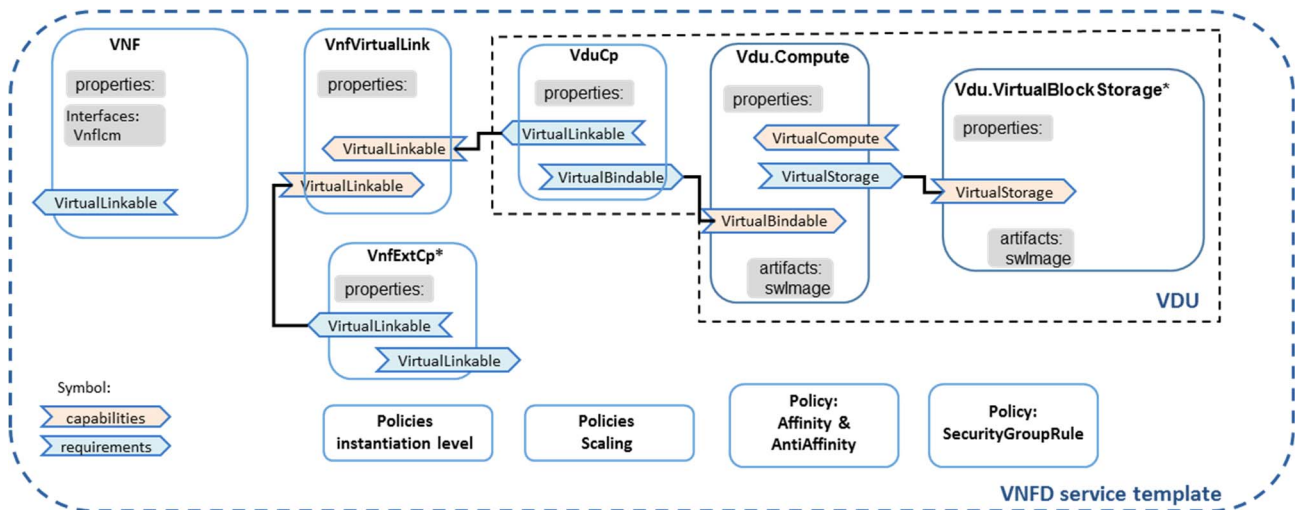 VNF
properties:
Interfaces:
Vnflcm
VirtualLinkable
VnfVirtualLink
properties:
VirtualLinkable
VirtualLinkable
VnfExtCp*
properties:
VirtualLinkable
VirtualLinkable
VduCp
properties:
VirtualLinkable
VirtualBindable
Vdu.Compute
properties:
VirtualCompute
VirtualStorage
VirtualBindable
artifacts:
swImage
Vdu.VirtualBlockStorage*
properties:
VirtualStorage
artifacts:
swImage
VDU
Symbol:
capabilities
requirements
Policies
instantiation level
Policies
Scaling
Policy:
Affinity &
AntiAffinity
Policy:
SecurityGroupRule
VNFD service template